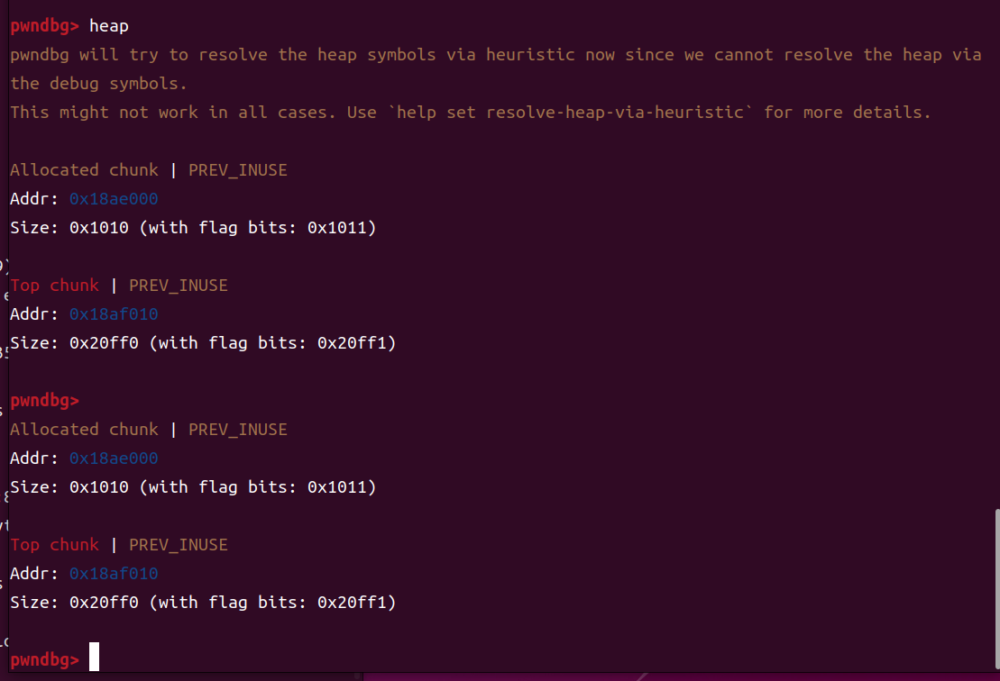 pwndbg> heap
pwndbg will try to resolve the heap symbols via heuristic now since we cannot resolve the heap via
the debug symbols.
This might not work in all cases. Use `help set resolve-heap-via-heuristic` for more details.
Allocated chunk | PREV_INUSE
Addr: 0x18ae000
Size: 0x1010 (with flag bits: 0x1011)
Top chunk | PREV_INUSE
Addr: 0x18af010
Size: 0x20ff0 (with flag bits: 0x20ff1)
pwndbg>
Allocated chunk | PREV_INUSE
Addr: 0x18ae000
Size: 0x1010 (with flag bits: 0x1011)
Top chunk | PREV_INUSE
Addr: 0x18af010
Size: 0x20ff0 (with flag bits: 0x20ff1)
pwndbg>